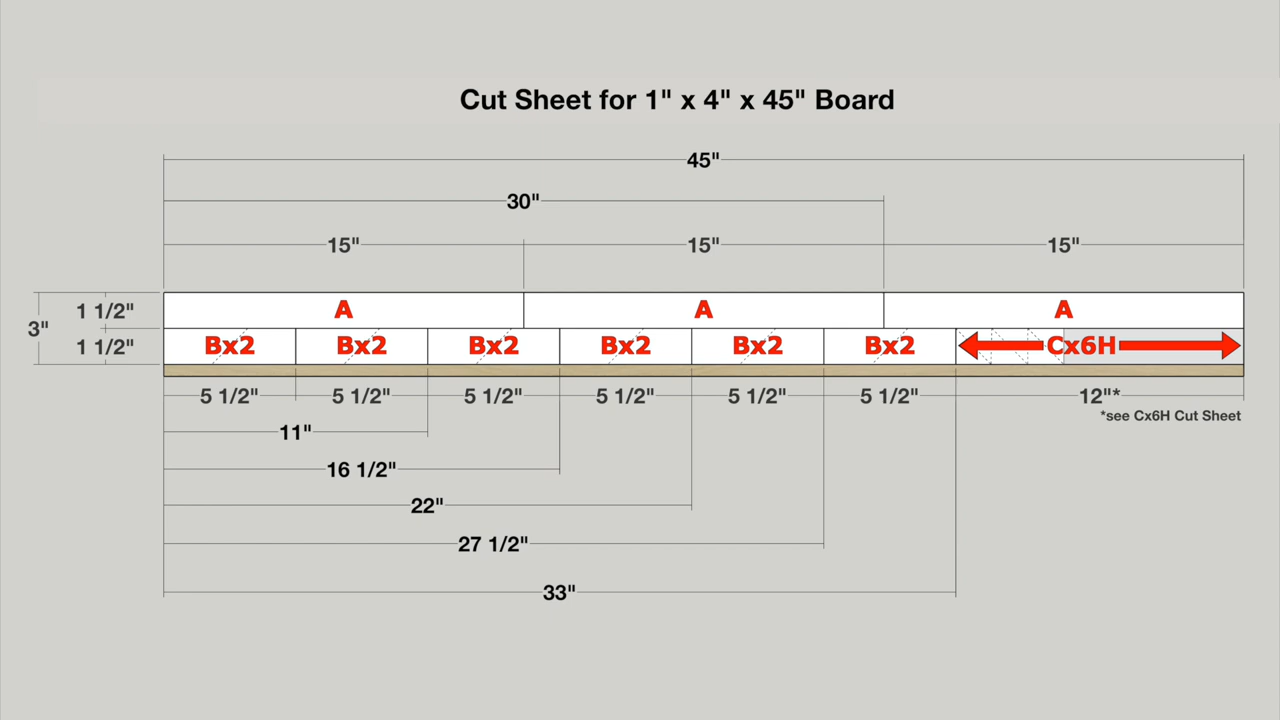 Cut Sheet for 1" x 4" x 45" Board
45"
30"
15" 15" 15"
3"
1 1/2"
A A A
1 1/2"
Bx2 Bx2 Bx2 Bx2 Bx2 Bx2 Cx6H
5 1/2" 5 1/2" 5 1/2" 5 1/2" 5 1/2" 5 1/2" 12"*
*see Cx6H Cut Sheet
11"
16 1/2"
22"
27 1/2"
33"